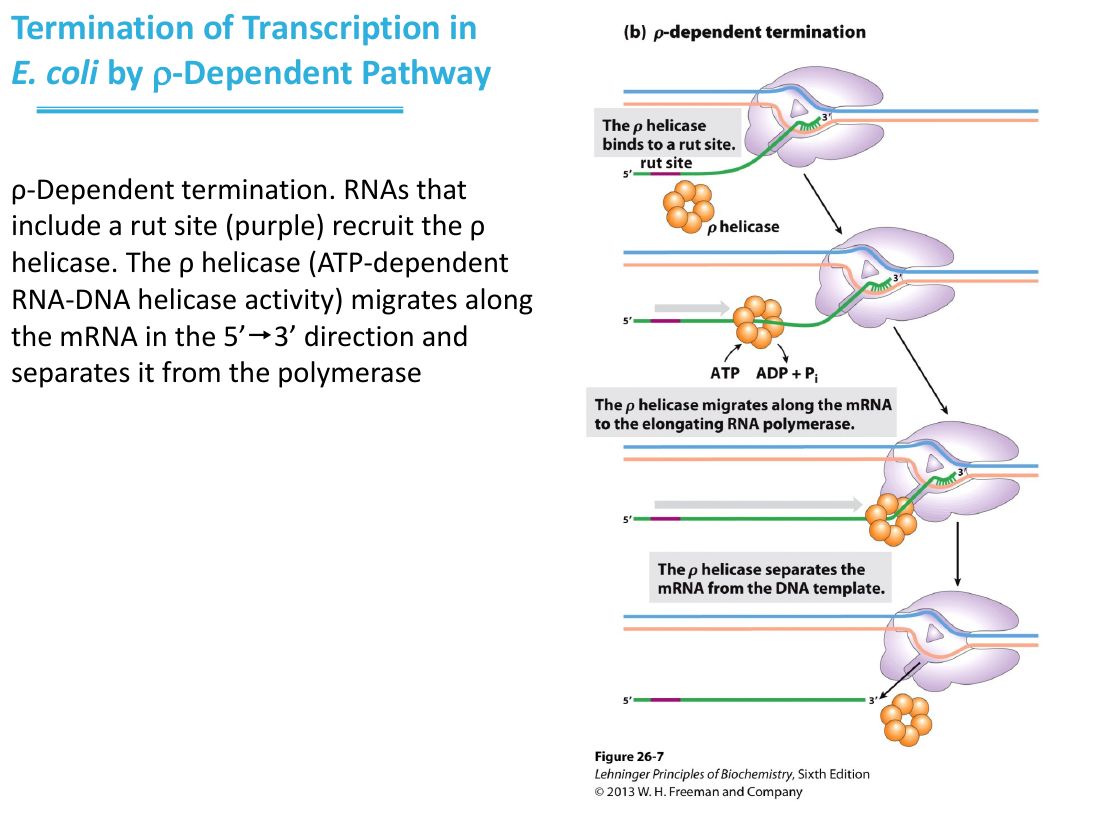 Termination of Transcription in
E. coli by ρ-Dependent Pathway
ρ-Dependent termination. RNAs that
include a rut site (purple) recruit the ρ
helicase. The ρ helicase (ATP-dependent
RNA-DNA helicase activity) migrates along
the mRNA in the 5’→3’ direction and
separates it from the polymerase
(b) ρ-dependent termination
The ρ helicase
binds to a rut site.
rut site
3′
5′
ρ helicase
3′
5′
ATP ADP + Pi
The ρ helicase migrates along the mRNA
to the elongating RNA polymerase.
3′
5′
The ρ helicase separates the
mRNA from the DNA template.
5′ 3′
Figure 26-7
Lehninger Principles of Biochemistry, Sixth Edition
© 2013 W. H. Freeman and Company